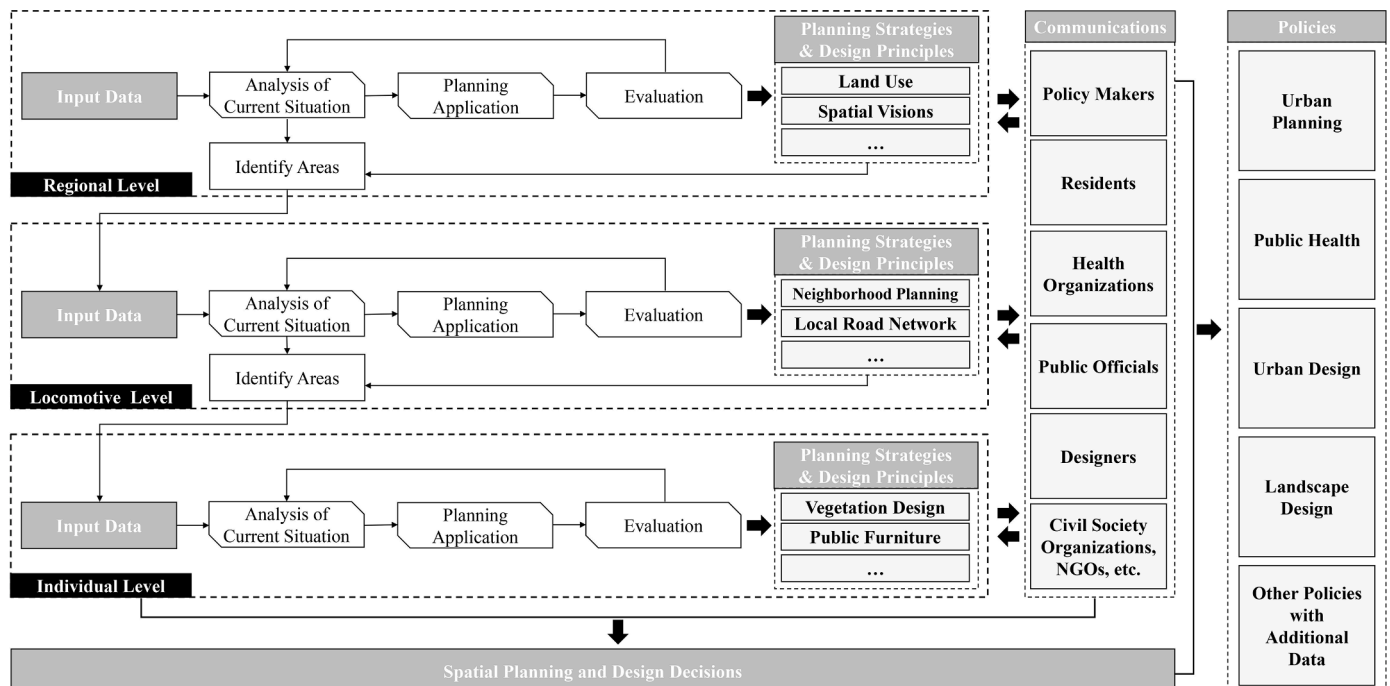 Input Data
Analysis of
Current Situation
Planning
Application
Evaluation
Identify Areas
Regional Level
Planning Strategies
& Design Principles
Land Use
Spatial Visions
...
Input Data
Analysis of
Current Situation
Planning
Application
Evaluation
Identify Areas
Locomotive Level
Planning Strategies
& Design Principles
Neighborhood Planning
Local Road Network
...
Input Data
Analysis of
Current Situation
Planning
Application
Evaluation
Individual Level
Planning Strategies
& Design Principles
Vegetation Design
Public Furniture
...
Communications
Policy Makers
Residents
Health
Organizations
Public Officials
Designers
Civil Society
Organizations,
NGOs, etc.
Policies
Urban
Planning
Public Health
Urban Design
Landscape
Design
Other Policies
with
Additional
Data
Spatial Planning and Design Decisions